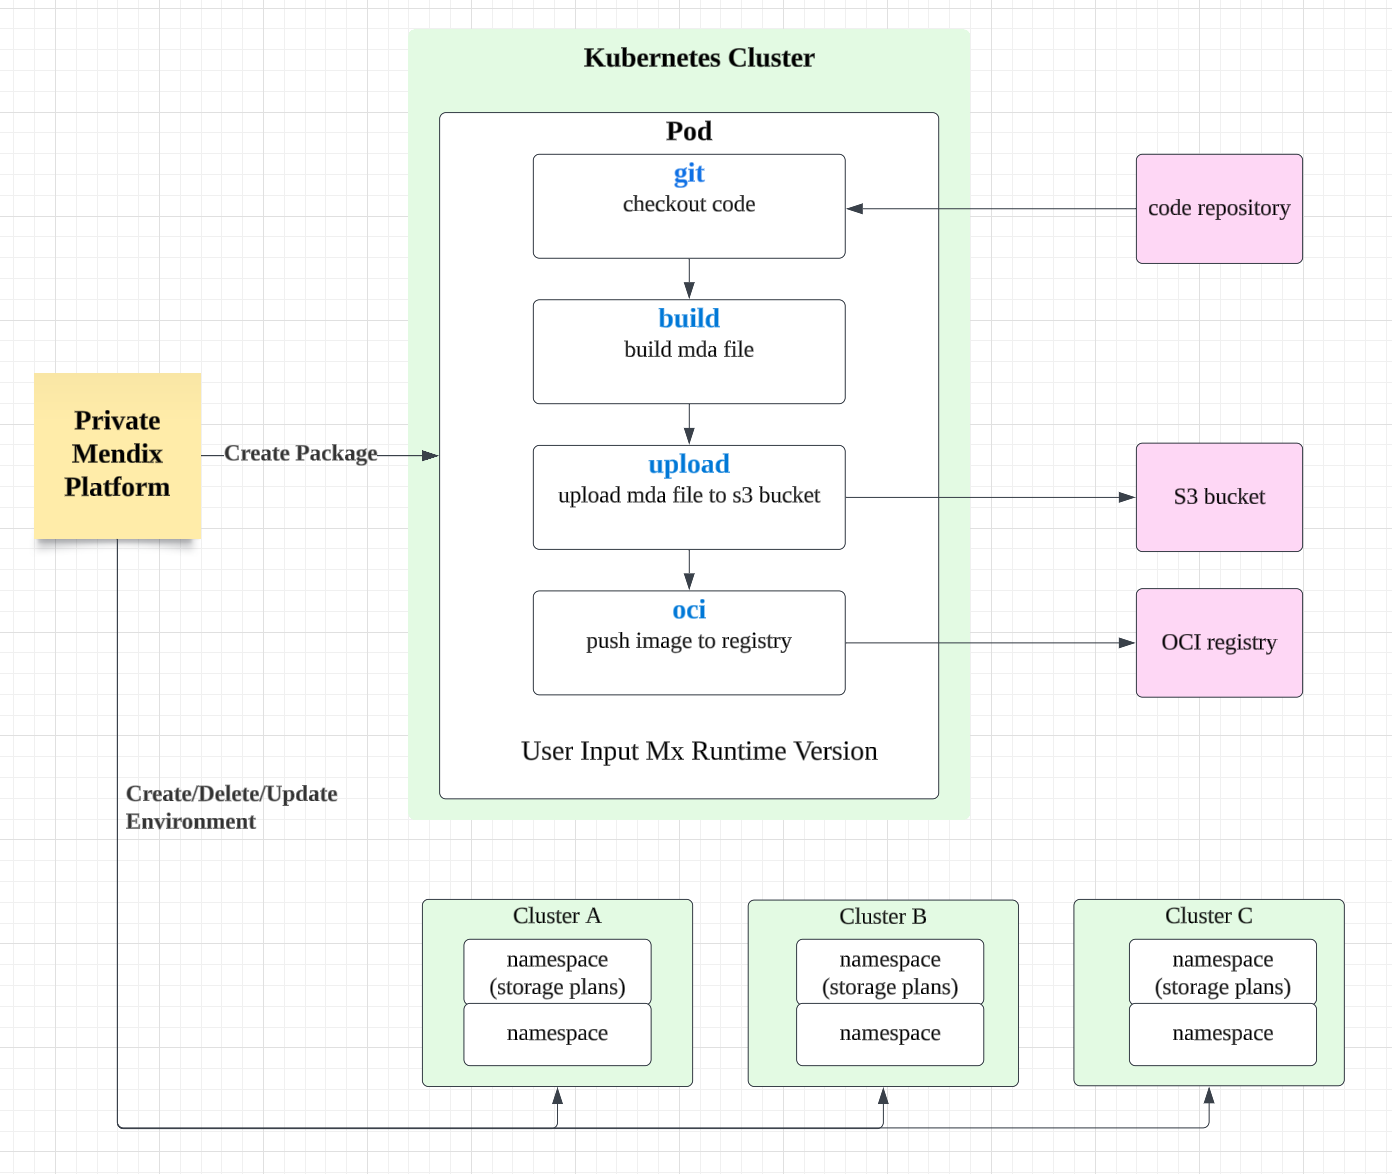 Kubernetes Cluster
Pod
git
checkout code
code repository
build
build mda file
Private
Mendix
Platform
Create Package
upload
upload mda file to s3 bucket
S3 bucket
oci
push image to registry
OCI registry
User Input Mx Runtime Version
Create/Delete/Update
Environment
Cluster A
namespace
(storage plans)
namespace
Cluster B
namespace
(storage plans)
namespace
Cluster C
namespace
(storage plans)
namespace